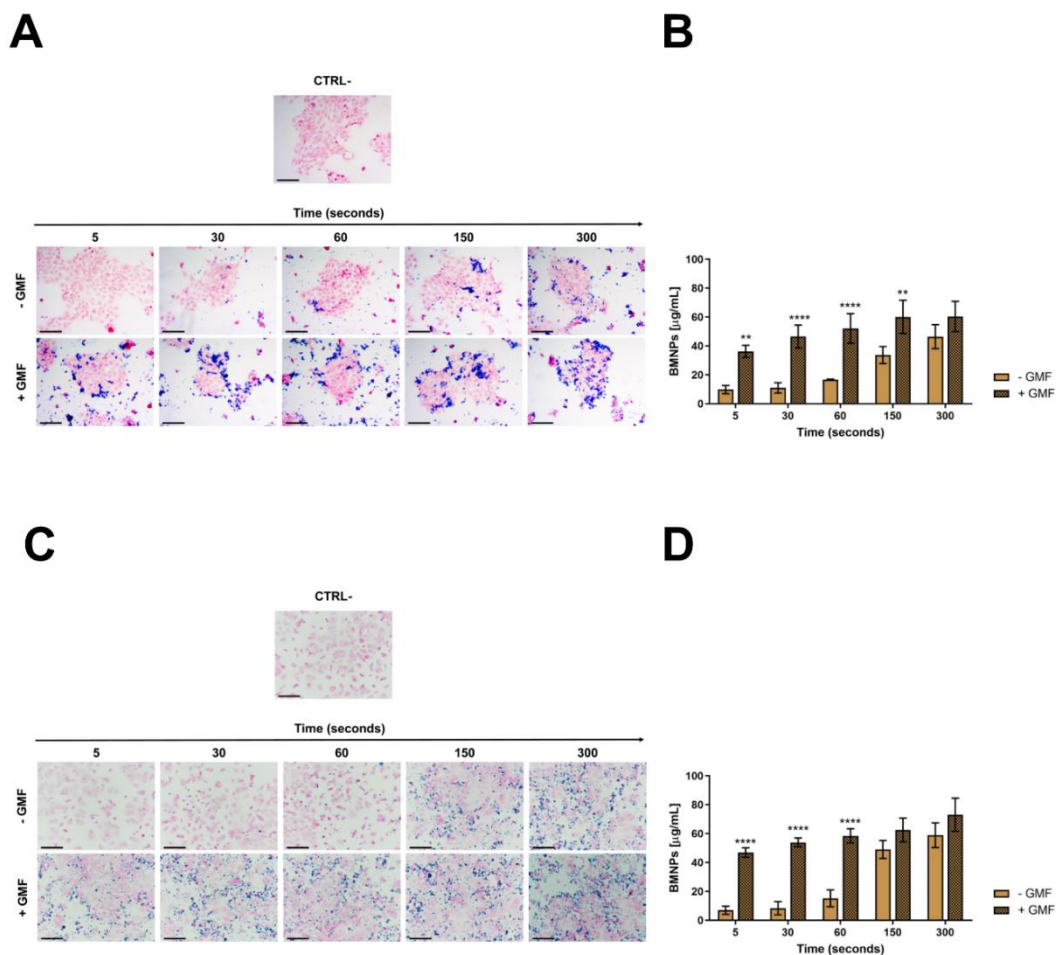 A
CTRL-
Time (seconds)
5 30 60 150 300
- GMF
+ GMF
B
100
80
60
40
20
0
BMNPs [µg/mL]
** **** **** **
5 30 60 150 300
Time (seconds)
- GMF
+ GMF
C
CTRL-
Time (seconds)
5 30 60 150 300
- GMF
+ GMF
D
100
80
60
40
20
0
BMNPs [µg/mL]
**** **** ****
5 30 60 150 300
Time (seconds)
- GMF
+ GMF